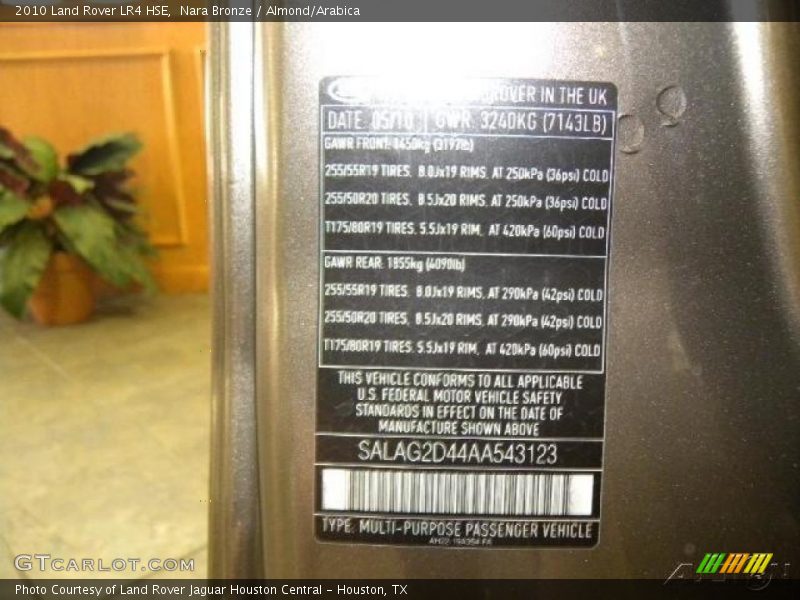 2010 Land Rover LR4 HSE, Nara Bronze / Almond/Arabica
ROVER IN THE UK
DATE: 05/10 GWR: 3240KG (7143LB)
GAWR FRONT: 1450kg (3197lb)
255/55R19 TIRES, 8.0Jx19 RIMS, AT 250kPa (36psi) COLD
255/50R20 TIRES, 8.5Jx20 RIMS, AT 250kPa (36psi) COLD
T175/80R19 TIRES, 5.5Jx19 RIM, AT 420kPa (60psi) COLD
GAWR REAR: 1855kg (4090lb)
255/55R19 TIRES, 8.0Jx19 RIMS, AT 290kPa (42psi) COLD
255/50R20 TIRES, 8.5Jx20 RIMS, AT 290kPa (42psi) COLD
T175/80R19 TIRES, 5.5Jx19 RIM, AT 420kPa (60psi) COLD
THIS VEHICLE CONFORMS TO ALL APPLICABLE
U.S. FEDERAL MOTOR VEHICLE SAFETY
STANDARDS IN EFFECT ON THE DATE OF
MANUFACTURE SHOWN ABOVE
SALAG2D44AA543123
TYPE: MULTI-PURPOSE PASSENGER VEHICLE
GTcarlot.com
Photo Courtesy of Land Rover Jaguar Houston Central - Houston, TX